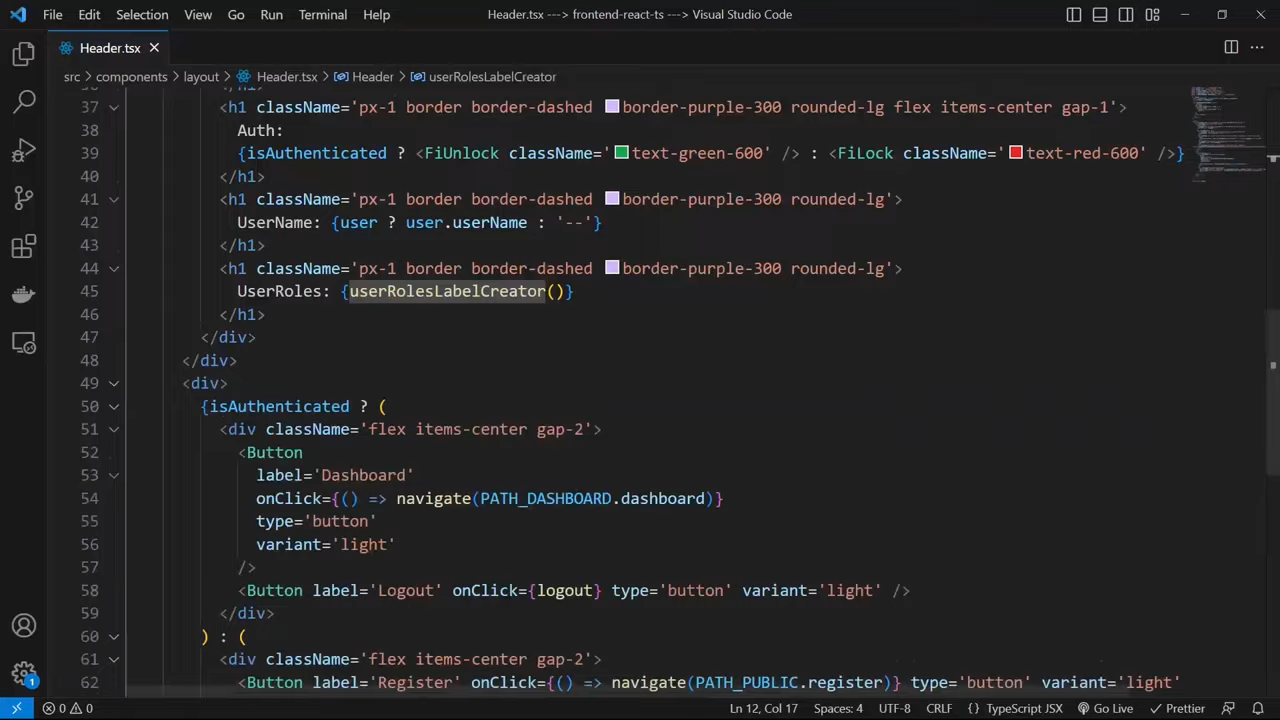 File Edit Selection View Go Run Terminal Help Header.tsx ---> frontend-react-ts ---> Visual Studio Code
Header.tsx
src > components > layout > Header.tsx > Header > userRolesLabelCreator
37 <h1 className='px-1 border border-dashed border-purple-300 rounded-lg flex items-center gap-1'>
38 Auth:
39 {isAuthenticated ? <FiUnlock className='text-green-600' /> : <FiLock className='text-red-600' />}
40 </h1>
41 <h1 className='px-1 border border-dashed border-purple-300 rounded-lg'>
42 UserName: {user ? user.userName : '--'}
43 </h1>
44 <h1 className='px-1 border border-dashed border-purple-300 rounded-lg'>
45 UserRoles: {userRolesLabelCreator()}
46 </h1>
47 </div>
48 </div>
49 <div>
50 {isAuthenticated ? (
51 <div className='flex items-center gap-2'>
52 <Button
53 label='Dashboard'
54 onClick={() => navigate(PATH_DASHBOARD.dashboard)}
55 type='button'
56 variant='light'
57 />
58 <Button label='Logout' onClick={logout} type='button' variant='light' />
59 </div>
60 ) : (
61 <div className='flex items-center gap-2'>
62 <Button label='Register' onClick={() => navigate(PATH_PUBLIC.register)} type='button' variant='light'
1
0 0 Ln 12, Col 17 Spaces: 4 UTF-8 CRLF {} TypeScript JSX Go Live Prettier